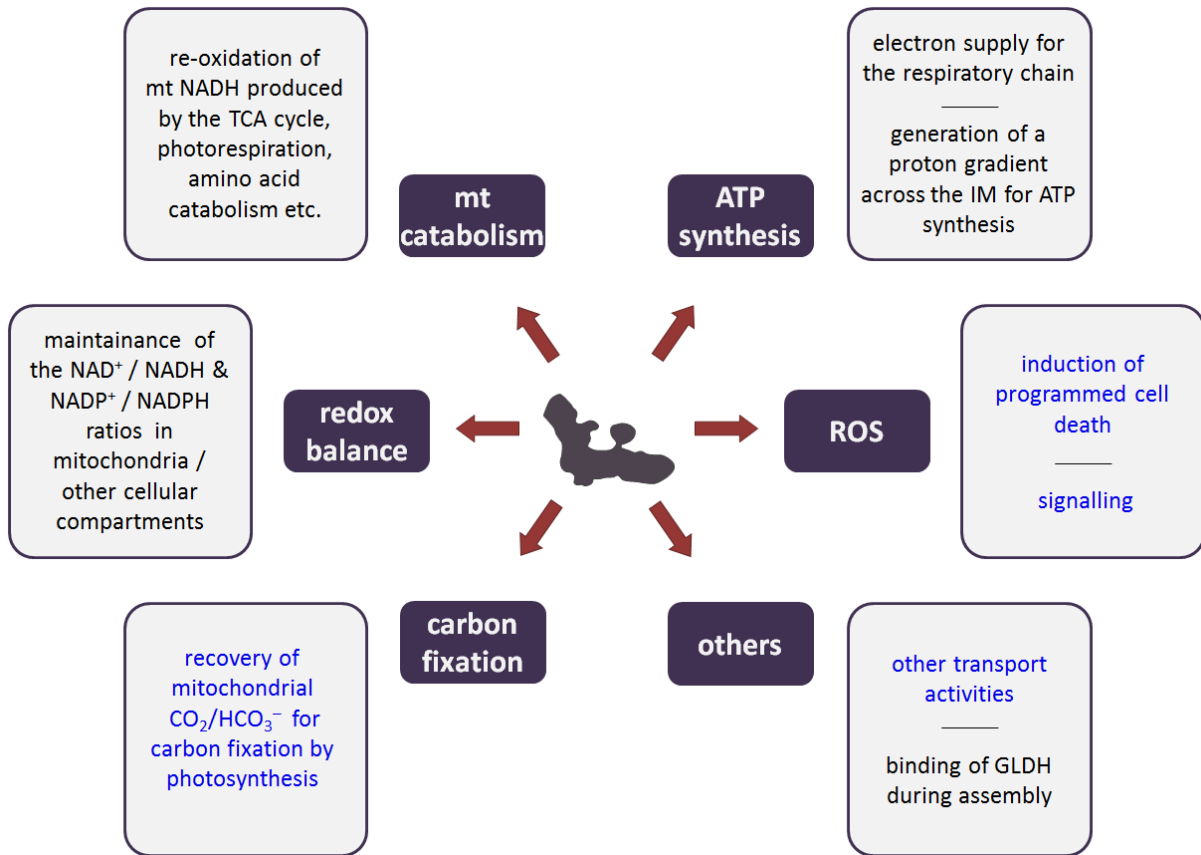 re-oxidation of
mt NADH produced
by the TCA cycle,
photorespiration,
amino acid
catabolism etc.
mt
catabolism
ATP
synthesis
electron supply for
the respiratory chain
generation of a
proton gradient
across the IM for ATP
synthesis
maintainance of
the NAD⁺ / NADH &
NADP⁺ / NADPH
ratios in
mitochondria /
other cellular
compartments
redox
balance
ROS
induction of
programmed cell
death
signalling
recovery of
mitochondrial
CO₂/HCO₃⁻ for
carbon fixation by
photosynthesis
carbon
fixation
others
other transport
activities
binding of GLDH
during assembly